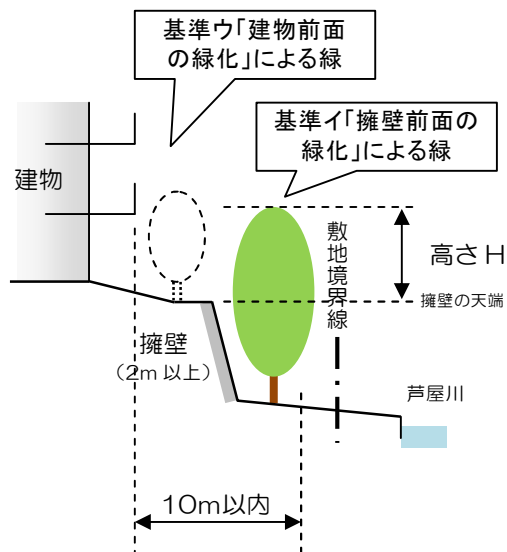 基準ウ「建物前面
の緑化」による緑
基準イ「擁壁前面の
緑化」による緑
建物
敷地境界線
高さH
擁壁の天端
擁壁
（2m 以上）
芦屋川
10m以内